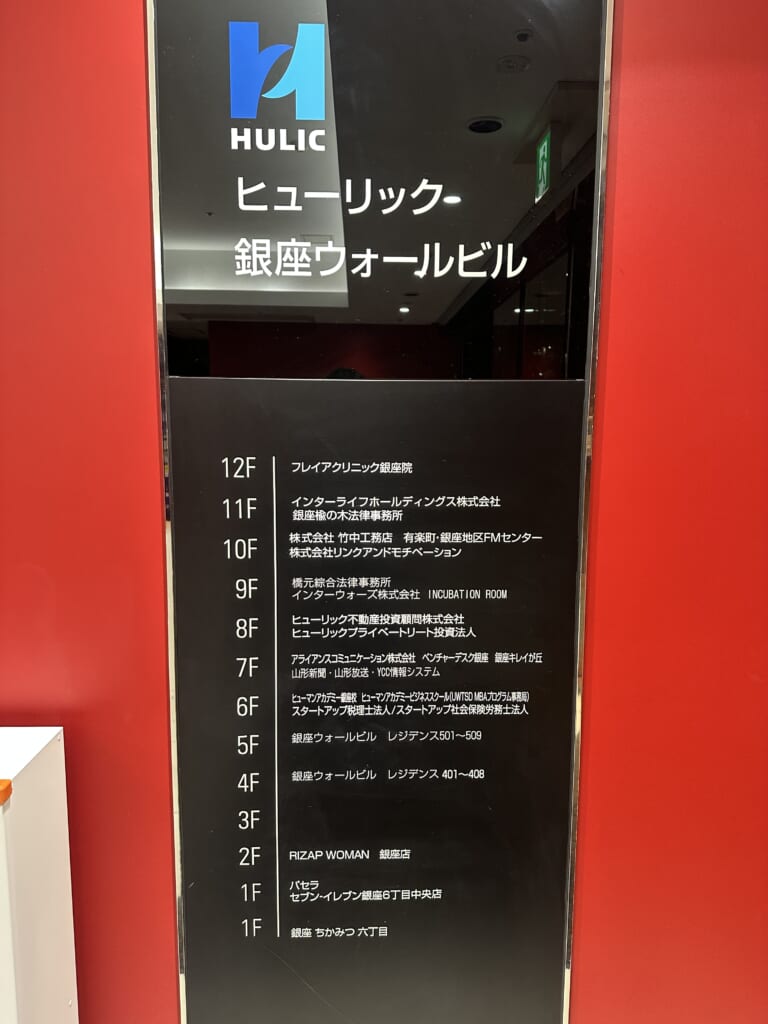 HULIC
ヒューリック
銀座ウォールビル
12F フレイアクリニック銀座院
11F インターライフホールディングス株式会社
銀座楡の木法律事務所
10F 株式会社 竹中工務店 有楽町・銀座地区FMセンター
株式会社リンクアンドモチベーション
9F 橋元綜合法律事務所
インターウォーズ株式会社 INCUBATION ROOM
8F ヒューリック不動産投資顧問株式会社
ヒューリックプライベートリート投資法人
7F アライアンスコミュニケーション株式会社 ベンチャーデスク銀座 銀座キレイが丘
山形新聞・山形放送・YCC情報システム
6F ヒューマンアカデミー銀座校 ヒューマンアカデミービジネススクール(UWTSD MBAプログラム事務局)
スタートアップ税理士法人/スタートアップ社会保険労務士法人
5F 銀座ウォールビル レジデンス501〜509
4F 銀座ウォールビル レジデンス 401〜408
3F
2F RIZAP WOMAN 銀座店
1F パセラ
セブン-イレブン銀座6丁目中央店
1F 銀座 ちかみつ 六丁目